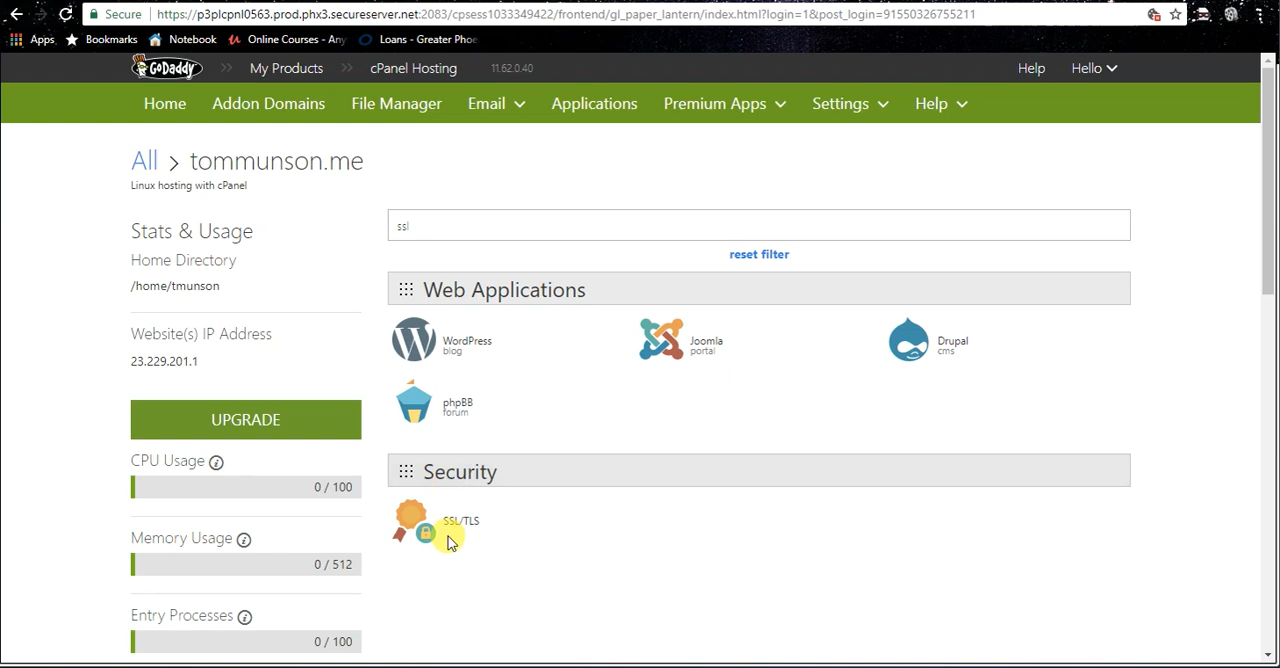 Secure https://p3plcpnl0563.prod.phx3.secureserver.net:2083/cpsess1033349422/frontend/gl_paper_lantern/index.html?login=1&post_login=91550326755211
Apps Bookmarks Notebook Online Courses - Any Loans - Greater Phoe
GoDaddy My Products cPanel Hosting 11.62.0.40 Help Hello
Home Addon Domains File Manager Email Applications Premium Apps Settings Help
All > tommunson.me
Linux hosting with cPanel
Stats & Usage
Home Directory
/home/tmunson
Website(s) IP Address
23.229.201.1
UPGRADE
CPU Usage
0 / 100
Memory Usage
0 / 512
Entry Processes
0 / 100
ssl
reset filter
Web Applications
WordPress
blog
Joomla
portal
Drupal
cms
phpBB
forum
Security
SSL/TLS